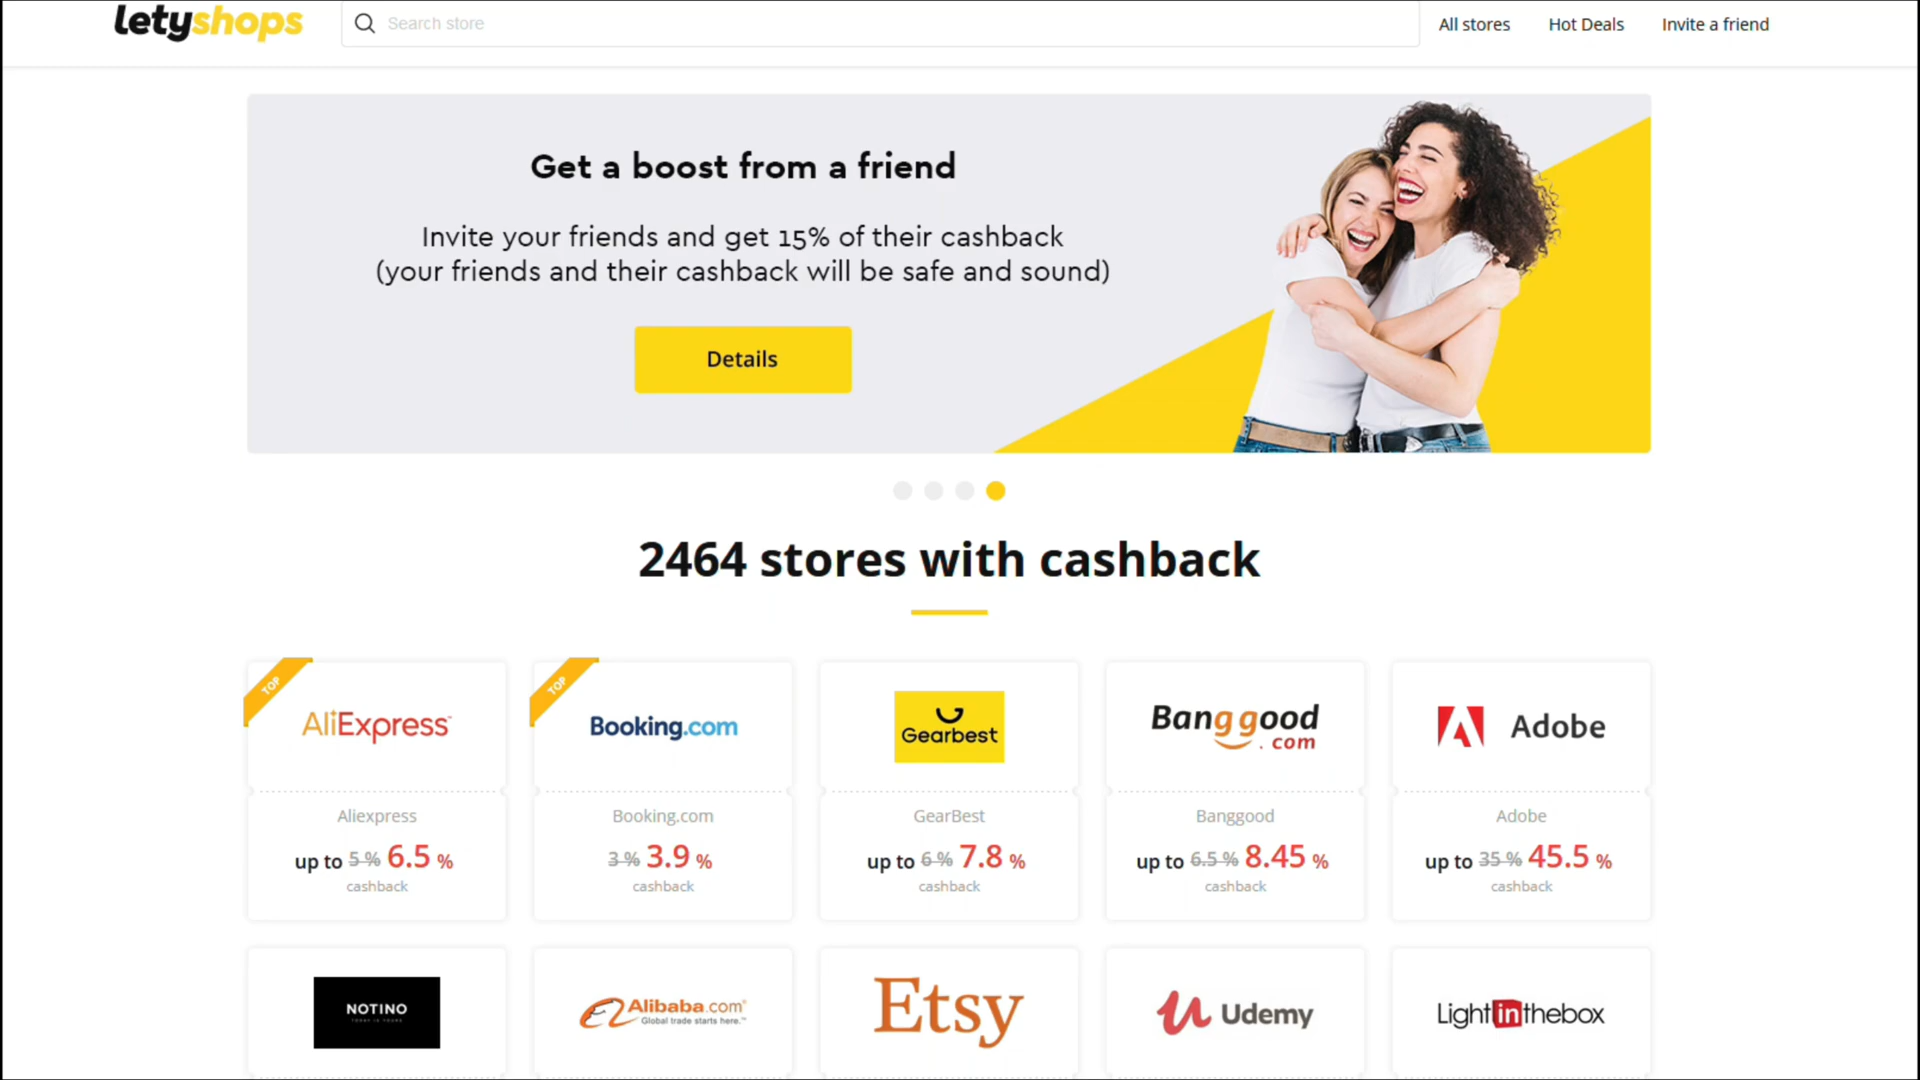 letyshops
Search store
All stores
Hot Deals
Invite a friend
Get a boost from a friend
Invite your friends and get 15% of their cashback
(your friends and their cashback will be safe and sound)
Details
2464 stores with cashback
TOP
AliExpress
Aliexpress
up to 5 % 6.5 %
cashback
TOP
Booking.com
Booking.com
3 % 3.9 %
cashback
Gearbest
GearBest
up to 6 % 7.8 %
cashback
Banggood
.com
Banggood
up to 6.5 % 8.45 %
cashback
Adobe
Adobe
up to 35 % 45.5 %
cashback
NOTINO
Alibaba.com®
Global trade starts here.™
Etsy
Udemy
Lightinthebox